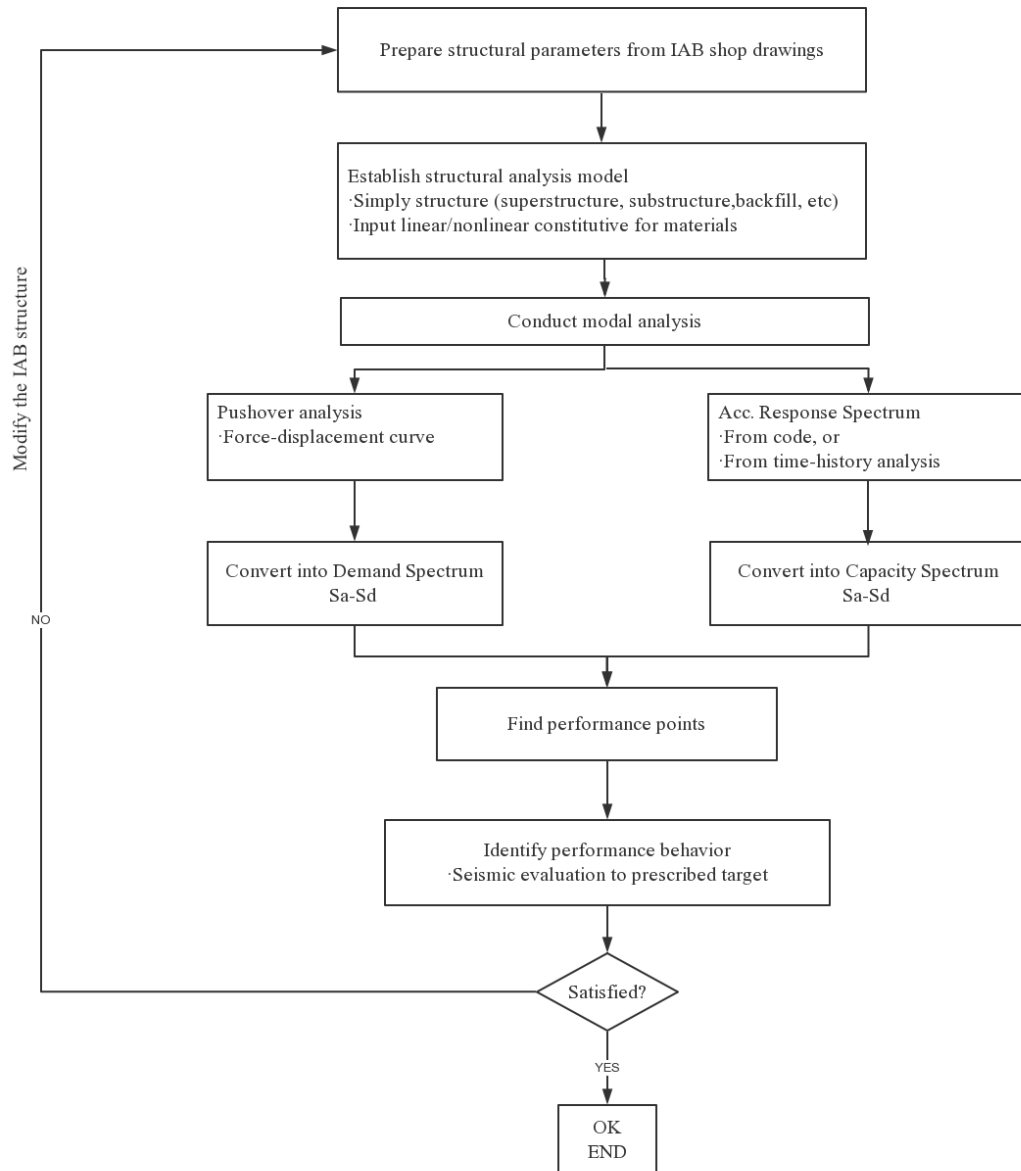 Prepare structural parameters from IAB shop drawings
Establish structural analysis model
·Simply structure (superstructure, substructure,backfill, etc)
·Input linear/nonlinear constitutive for materials
Conduct modal analysis
Pushover analysis
·Force-displacement curve
Acc. Response Spectrum
·From code, or
·From time-history analysis
Convert into Demand Spectrum
Sa-Sd
Convert into Capacity Spectrum
Sa-Sd
Find performance points
Identify performance behavior
·Seismic evaluation to prescribed target
Satisfied?
YES
OK
END
NO
Modify the IAB structure